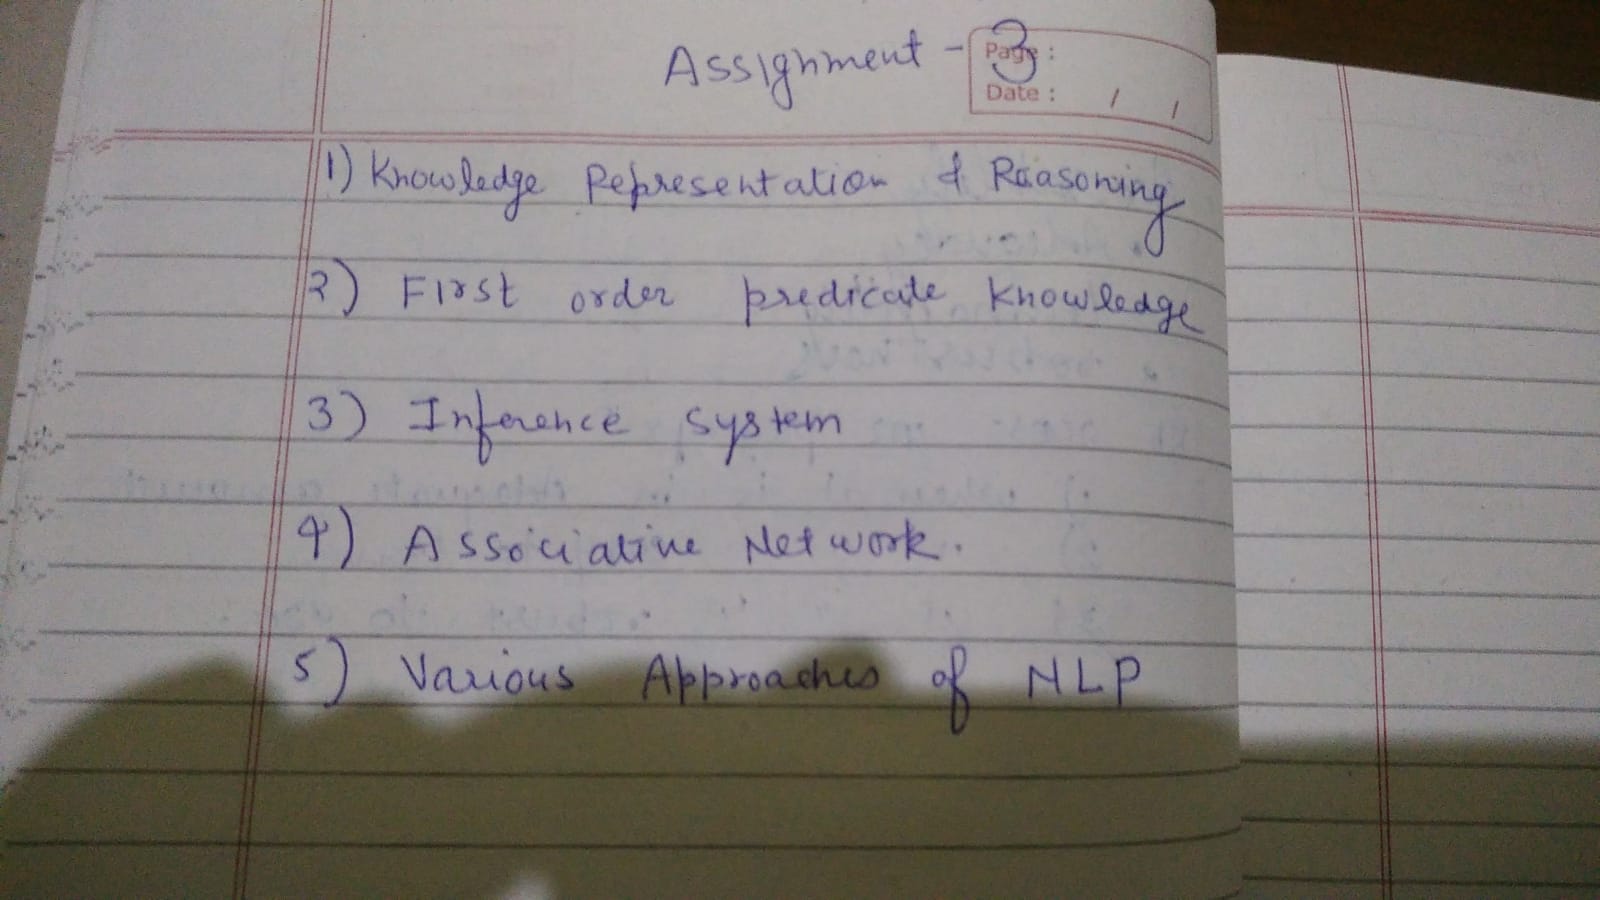 Assignment - 3
Page :
Date : / /
1) Knowledge Representation & Reasoning
2) First order predicate knowledge
3) Inference system
4) Associative Network.
5) Various Approaches of NLP